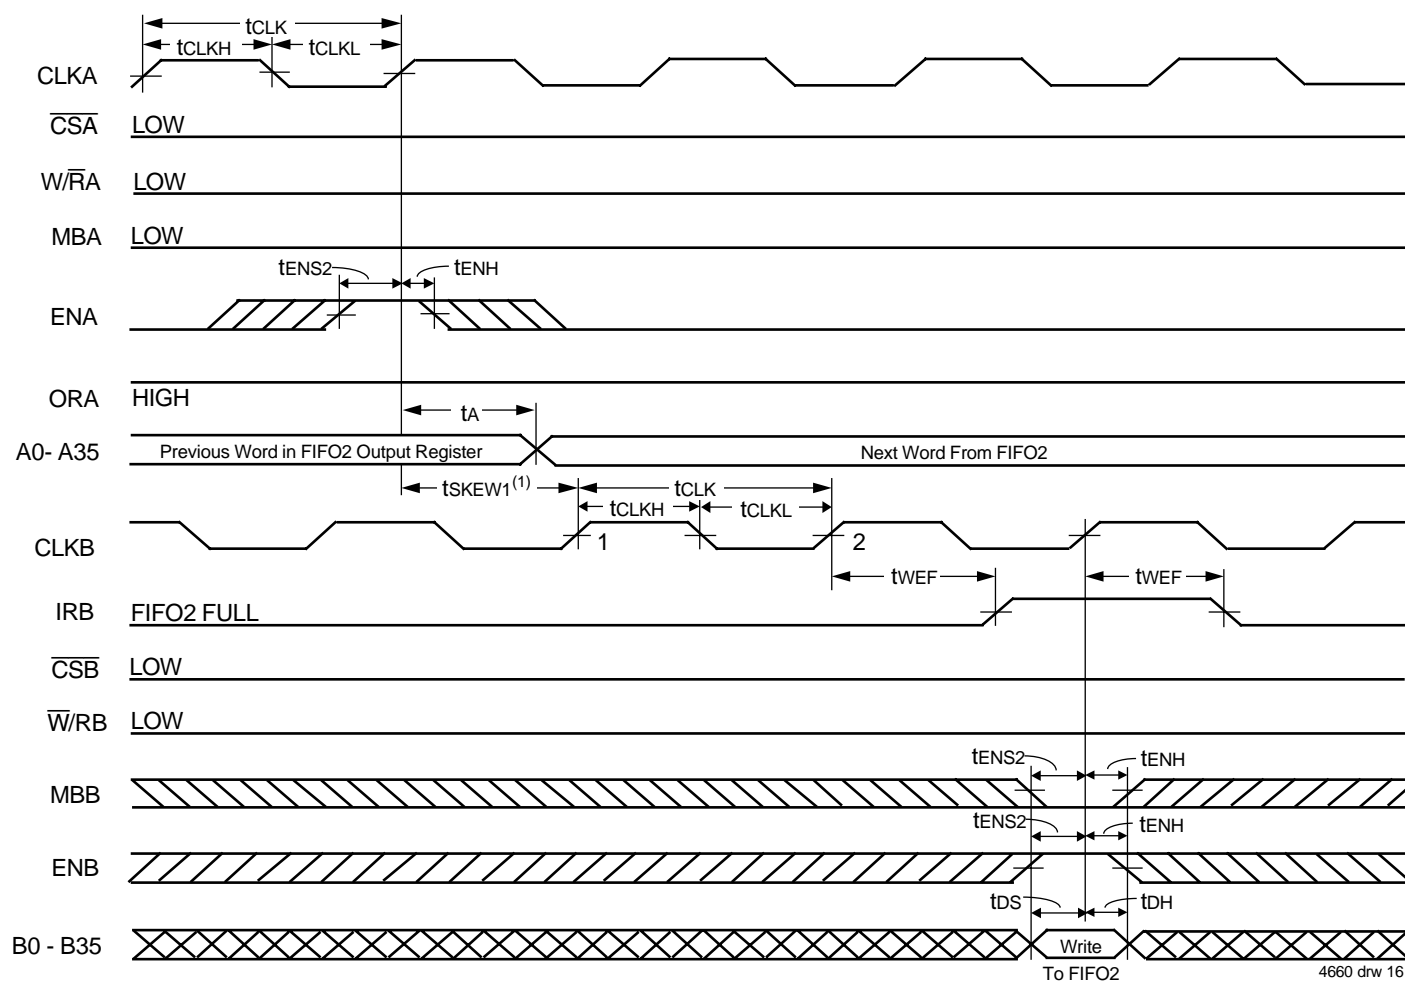 tCLK
tCLKH tCLKL
CLKA
CSA LOW
W/RA LOW
MBA LOW
tENS2 tENH
ENA
ORA HIGH
tA
A0- A35 Previous Word in FIFO2 Output Register Next Word From FIFO2
tSKEW1(1) tCLK
tCLKH tCLKL
CLKB 1 2
tWEF tWEF
IRB FIFO2 FULL
CSB LOW
W/RB LOW
tENS2 tENH
MBB
tENS2 tENH
ENB
tDS tDH
B0 - B35 Write
To FIFO2
4660 drw 16